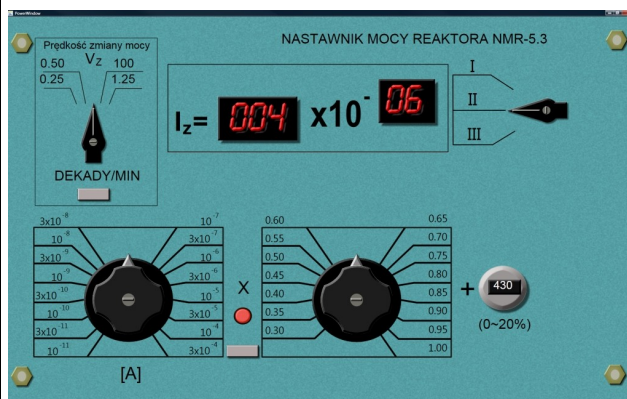 PowerWindow
NASTAWNIK MOCY REAKTORA NMR-5.3
Prędkość zmiany mocy
Vz
0.50 100
0.25 1.25
DEKADY/MIN
Iz= 004 x10- 06
I
II
III
3x10-8 10-7
10-8 3x10-7
3x10-9 10-6
10-9 3x10-6
3x10-10 10-5
10-10 3x10-5
3x10-11 10-4
10-11 3x10-4
[A]
X
0.60 0.65
0.55 0.70
0.50 0.75
0.45 0.80
0.40 0.85
0.35 0.90
0.30 0.95
1.00
+ 430
(0~20%)